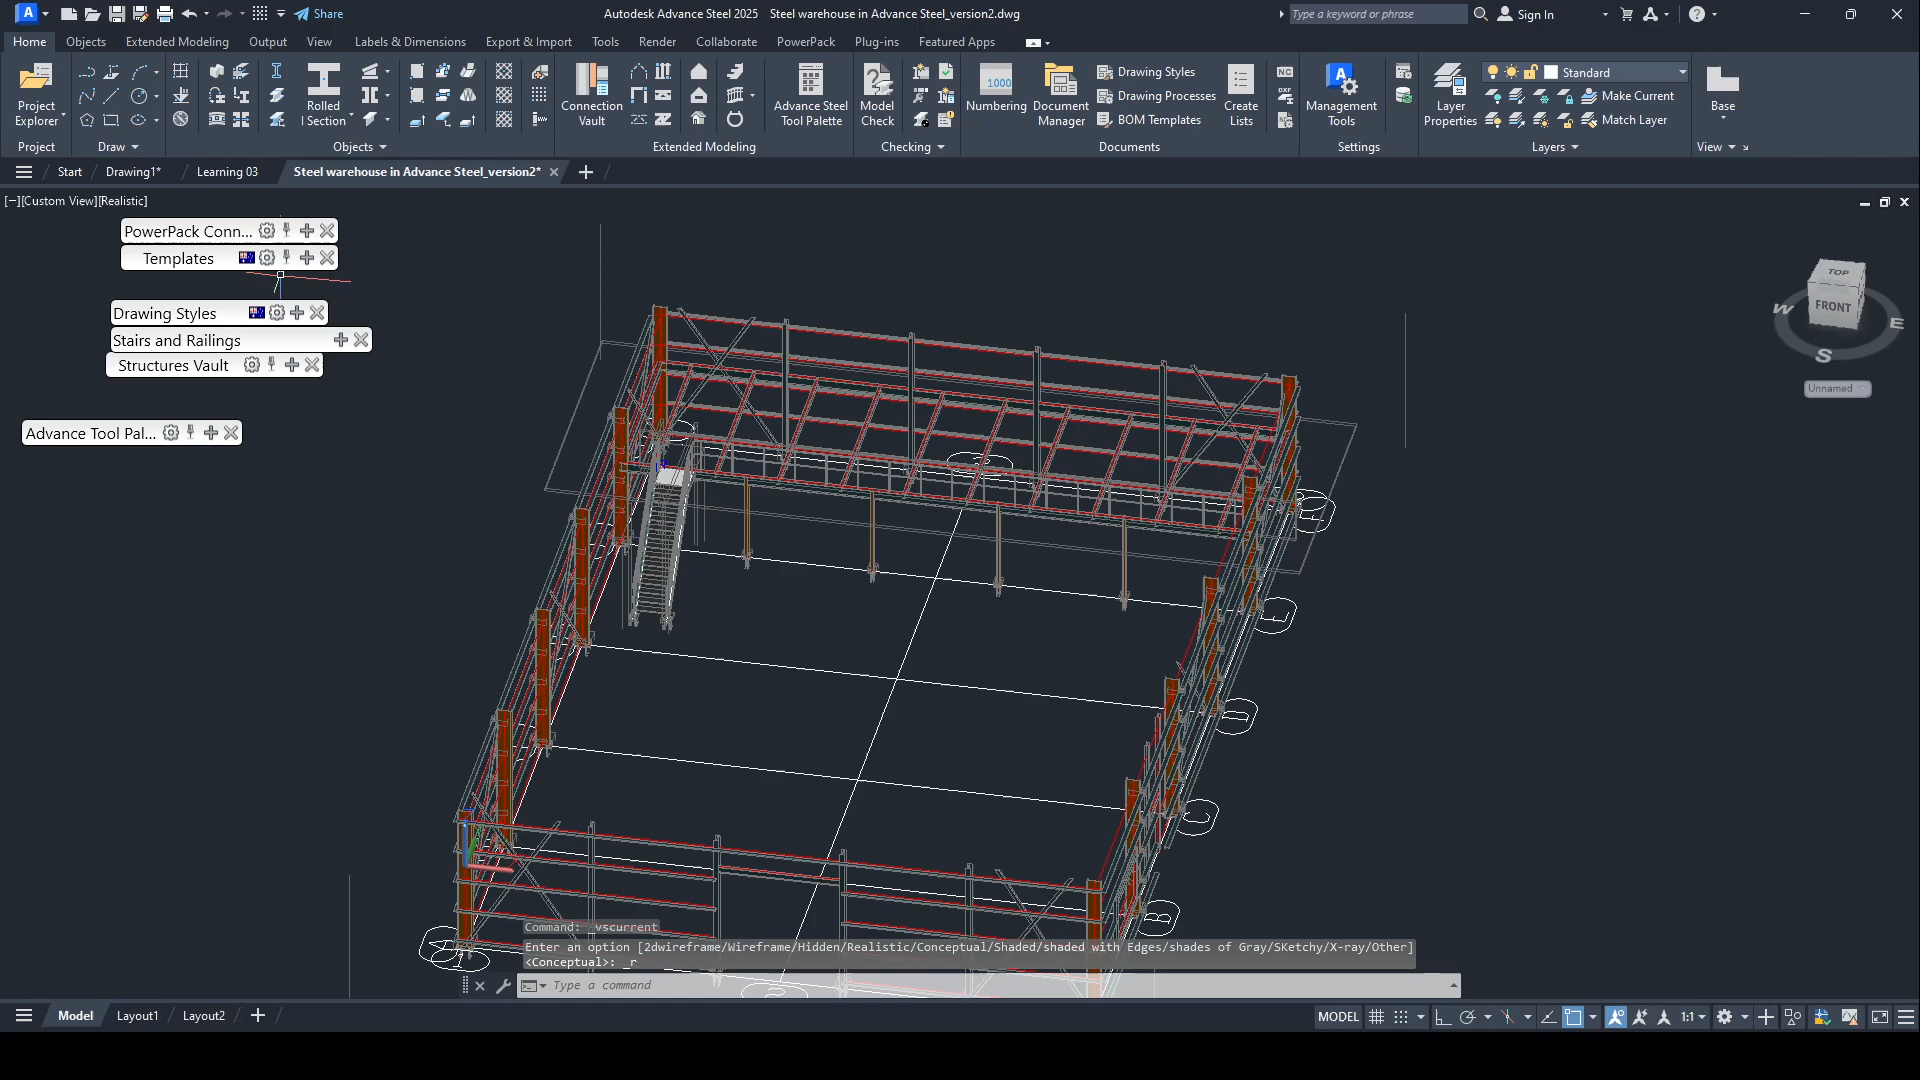 Share
Autodesk Advance Steel 2025 Steel warehouse in Advance Steel_version2.dwg
Type a keyword or phrase
Sign In
Home Objects Extended Modeling Output View Labels & Dimensions Export & Import Tools Render Collaborate PowerPack Plug-ins Featured Apps
Project Explorer
Rolled I Section
Connection Vault
Advance Steel Tool Palette
Model Check
1000
Numbering
Document Manager
Drawing Styles
Drawing Processes
BOM Templates
Create Lists
NC
DXF
Management Tools
Layer Properties
Standard
Make Current
Match Layer
Base
Project Draw Objects Extended Modeling Checking Documents Settings Layers View
Start Drawing1* Learning 03 Steel warehouse in Advance Steel_version2*
[−][Custom View][Realistic]
PowerPack Conn...
Templates
Drawing Styles
Stairs and Railings
Structures Vault
Advance Tool Pal...
TOP
FRONT
W
E
S
Unnamed
F
E
D
C
B
A
Command: _vscurrent
Enter an option [2dwireframe/Wireframe/Hidden/Realistic/Conceptual/Shaded/shaded with Edges/shades of Gray/SKetchy/X-ray/Other]
<Conceptual>: _r
Type a command
Model Layout1 Layout2
MODEL
1:1